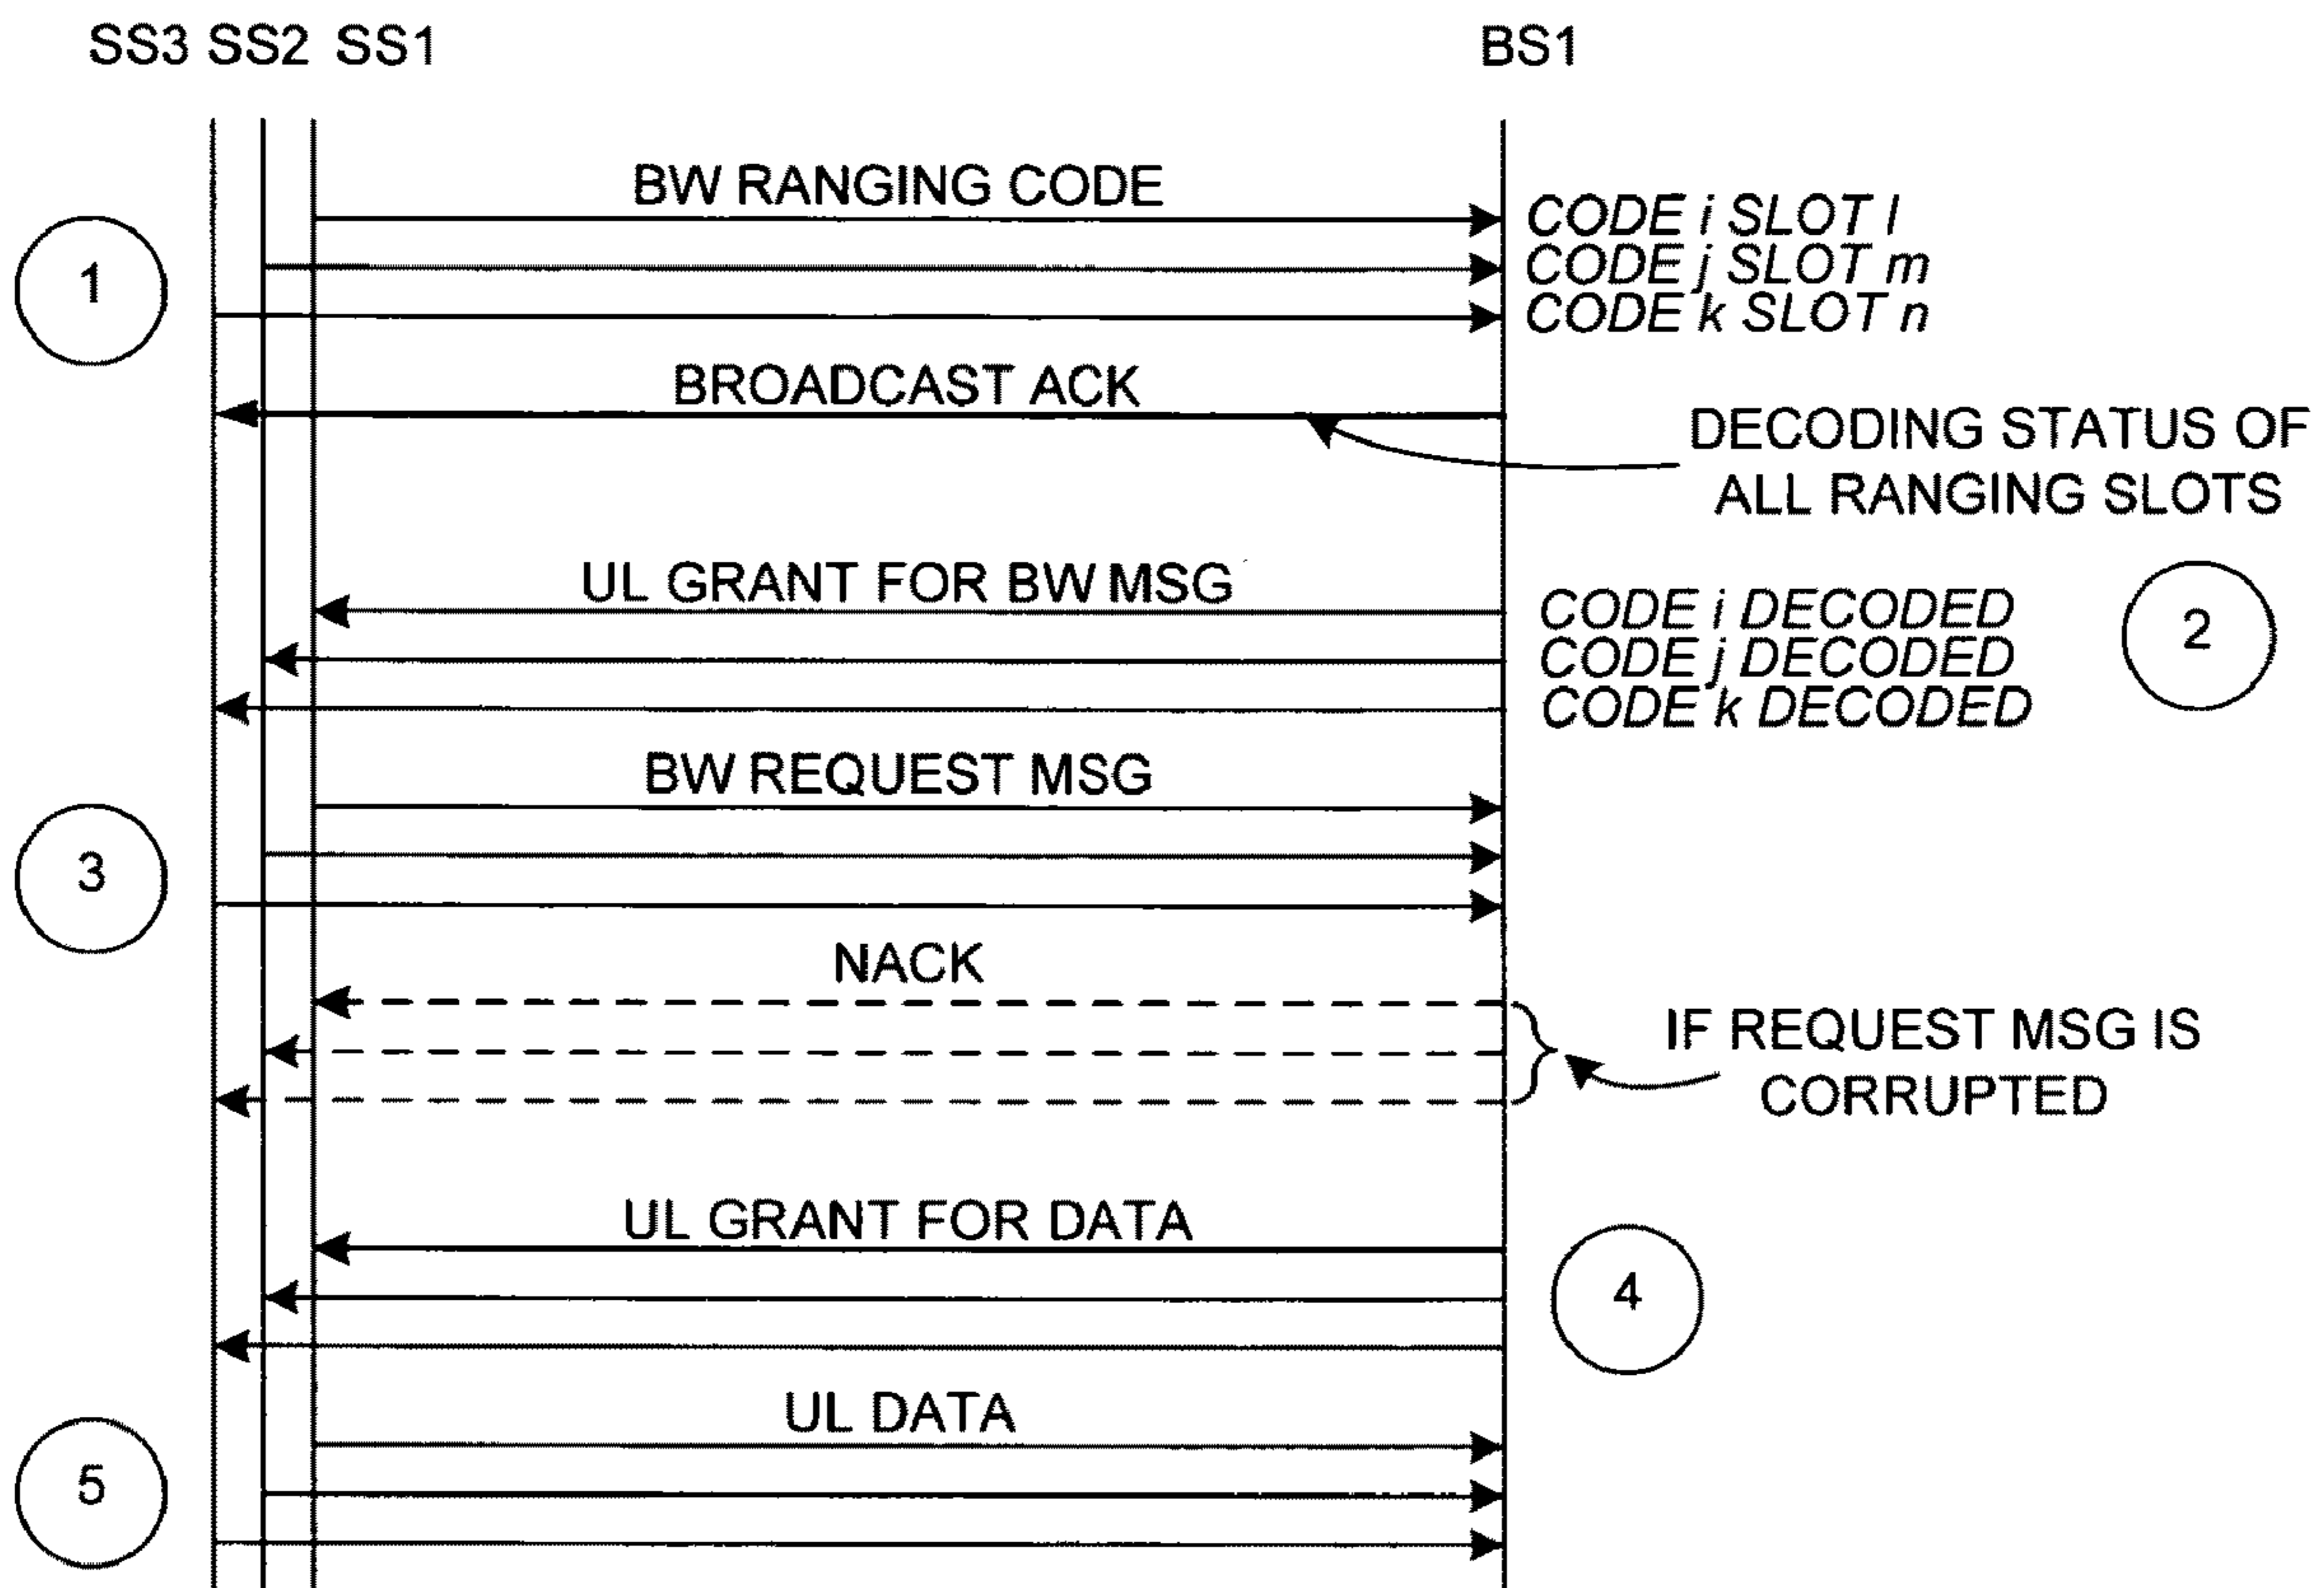 SS3 SS2 SS1 BS1
BW RANGING CODE
CODE i SLOT l
CODE j SLOT m
CODE k SLOT n
1
BROADCAST ACK
DECODING STATUS OF
ALL RANGING SLOTS
UL GRANT FOR BW MSG
CODE i DECODED
CODE j DECODED
CODE k DECODED
2
BW REQUEST MSG
3
NACK
IF REQUEST MSG IS
CORRUPTED
UL GRANT FOR DATA
4
UL DATA
5